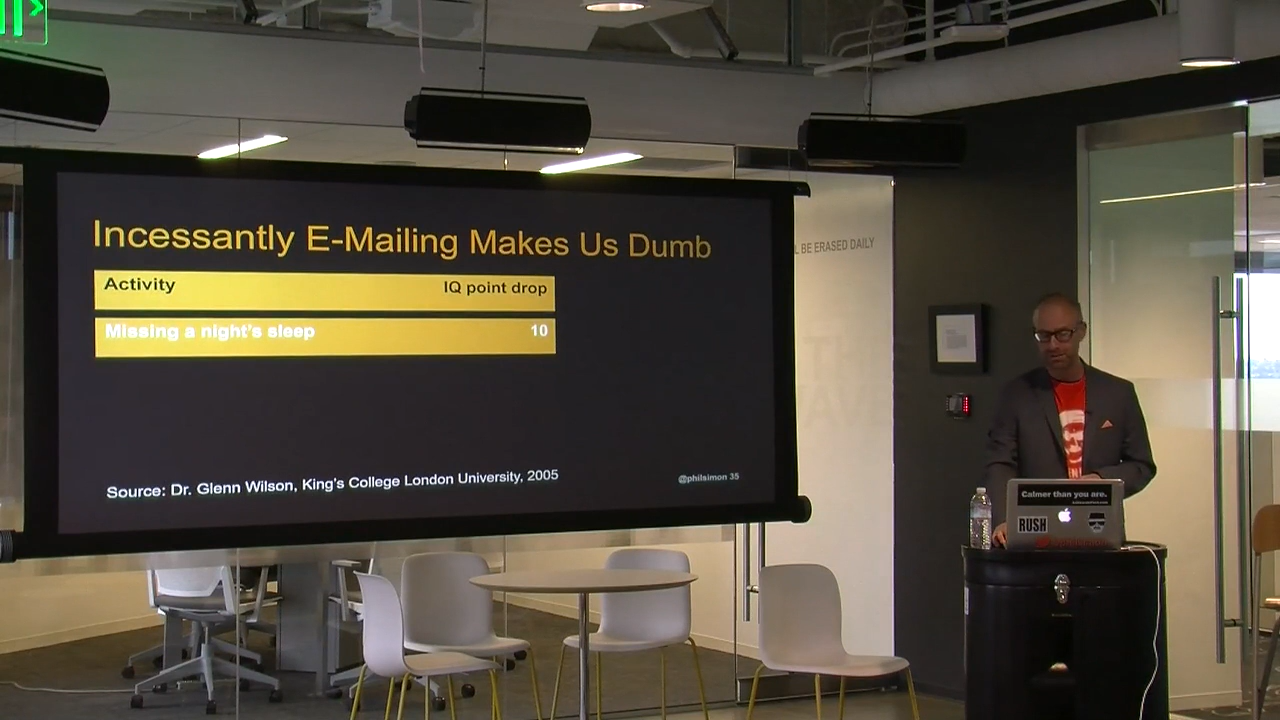 Incessantly E-Mailing Makes Us Dumb
Activity IQ point drop
Missing a night's sleep 10
Source: Dr. Glenn Wilson, King's College London University, 2005
@philsimon 35
BE ERASED DAILY
Calmer than you are.
RUSH